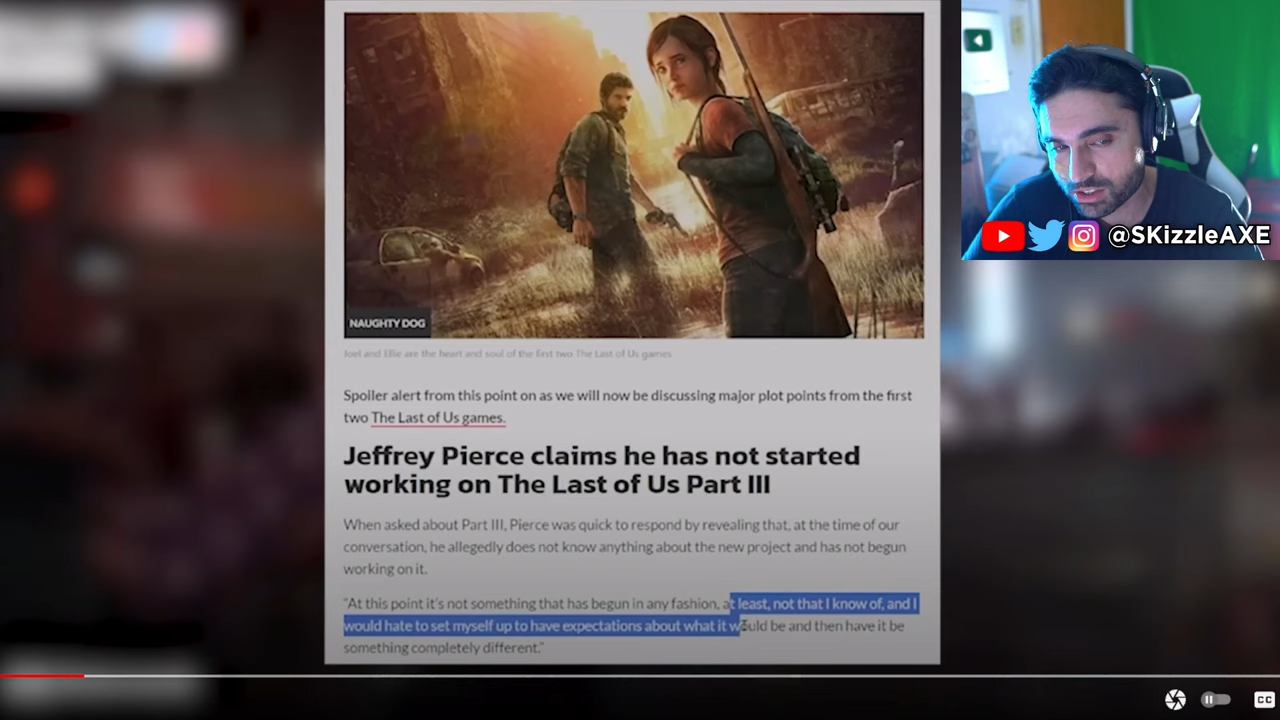 NAUGHTY DOG
Joel and Ellie are the heart and soul of the first two The Last of Us games
Spoiler alert from this point on as we will now be discussing major plot points from the first
two The Last of Us games.
Jeffrey Pierce claims he has not started
working on The Last of Us Part III
When asked about Part III, Pierce was quick to respond by revealing that, at the time of our
conversation, he allegedly does not know anything about the new project and has not begun
working on it.
"At this point it's not something that has begun in any fashion, at least, not that I know of, and I
would hate to set myself up to have expectations about what it would be and then have it be
something completely different."
@SKizzleAXE
CC